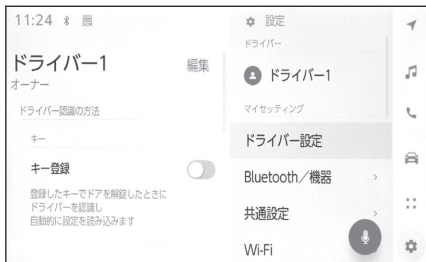 11:24
ドライバー1
編集
オーナー
ドライバー認識の方法
キー
キー登録
登録したキーでドアを解錠したときに
ドライバーを認識し
自動的に設定を読み込みます
設定
ドライバー
ドライバー1
マイセッティング
ドライバー設定
Bluetooth／機器
共通設定
Wi-Fi